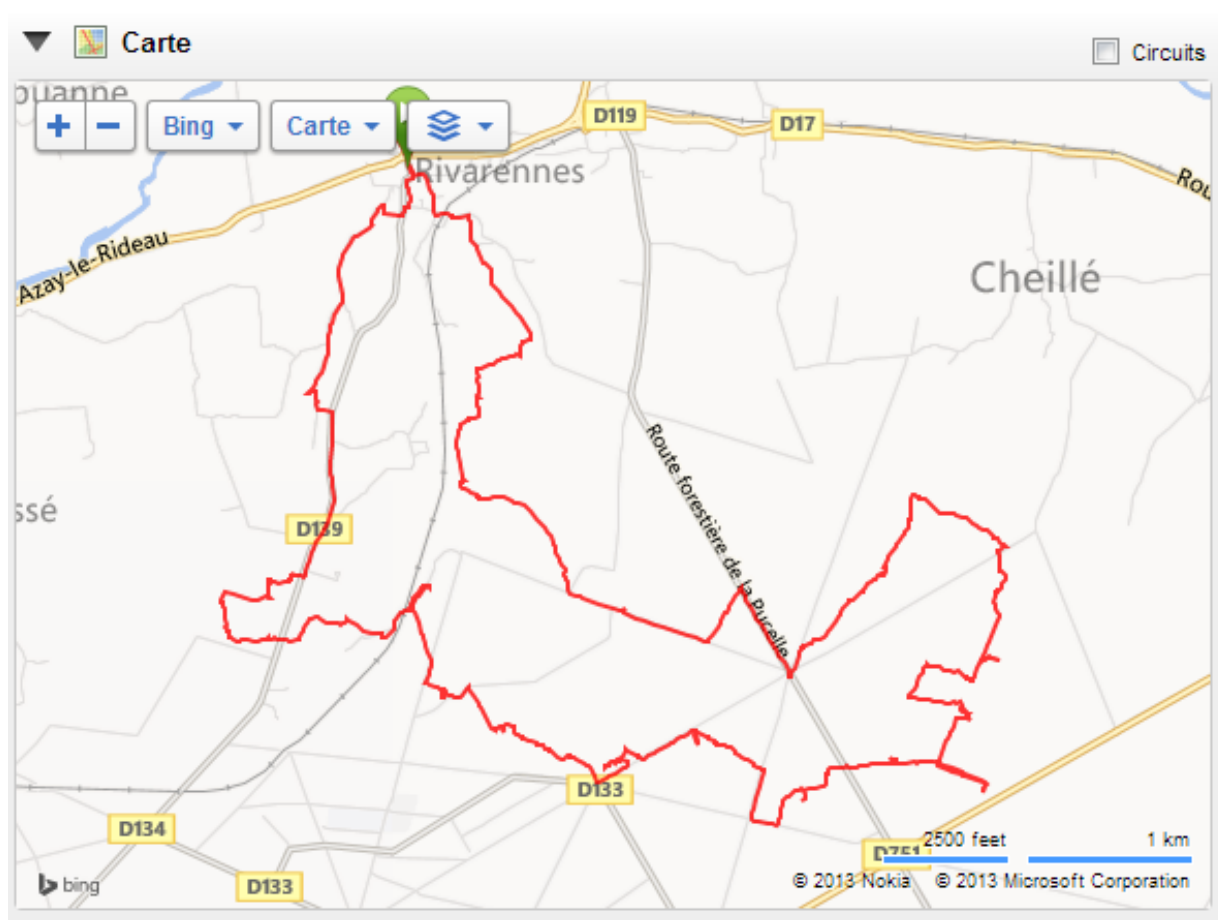 Carte
Circuits
+
−
Bing
Carte
D119
D17
Rivarennes
Azay-le-Rideau
Cheillé
Route forestière de la Pucelle
D139
D133
D134
D133
D751
2500 feet
1 km
bing
© 2013 Nokia
© 2013 Microsoft Corporation